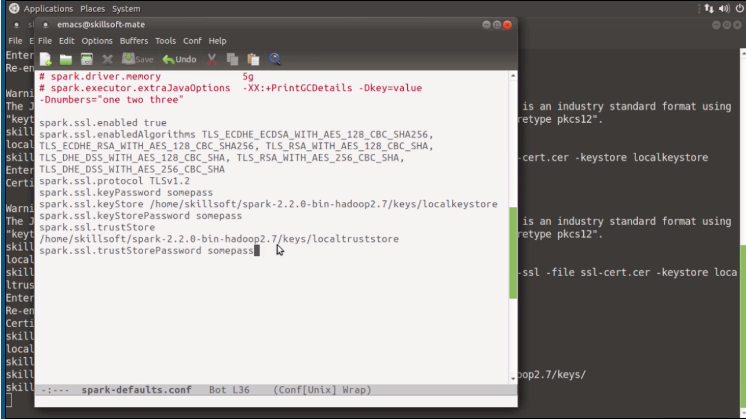 Applications Places System
emacs@skillsoft-mate
File Edit Options Buffers Tools Conf Help
Save Undo
# spark.driver.memory 5g
# spark.executor.extraJavaOptions -XX:+PrintGCDetails -Dkey=value
-Dnumbers="one two three"
spark.ssl.enabled true
spark.ssl.enabledAlgorithms TLS_ECDHE_ECDSA_WITH_AES_128_CBC_SHA256,
TLS_ECDHE_RSA_WITH_AES_128_CBC_SHA256, TLS_RSA_WITH_AES_128_CBC_SHA,
TLS_DHE_DSS_WITH_AES_128_CBC_SHA, TLS_RSA_WITH_AES_256_CBC_SHA,
TLS_DHE_DSS_WITH_AES_256_CBC_SHA
spark.ssl.protocol TLSv1.2
spark.ssl.keyPassword somepass
spark.ssl.keyStore /home/skillsoft/spark-2.2.0-bin-hadoop2.7/keys/localkeystore
spark.ssl.keyStorePassword somepass
spark.ssl.trustStore
/home/skillsoft/spark-2.2.0-bin-hadoop2.7/keys/localtruststore
spark.ssl.trustStorePassword somepass
-:--- spark-defaults.conf Bot L36 (Conf[Unix] Wrap)
File E
Enter
Re-en
Warni
The J is an industry standard format using
"keyt retype pkcs12".
skill
local
skill -cert.cer -keystore localkeystore
Enter
Certi
Warni
The J is an industry standard format using
"keyt retype pkcs12".
skill
local
skill -ssl -file ssl-cert.cer -keystore loca
ltrus
Enter
Re-en
Certi
skill
local
skill oop2.7/keys/
skill